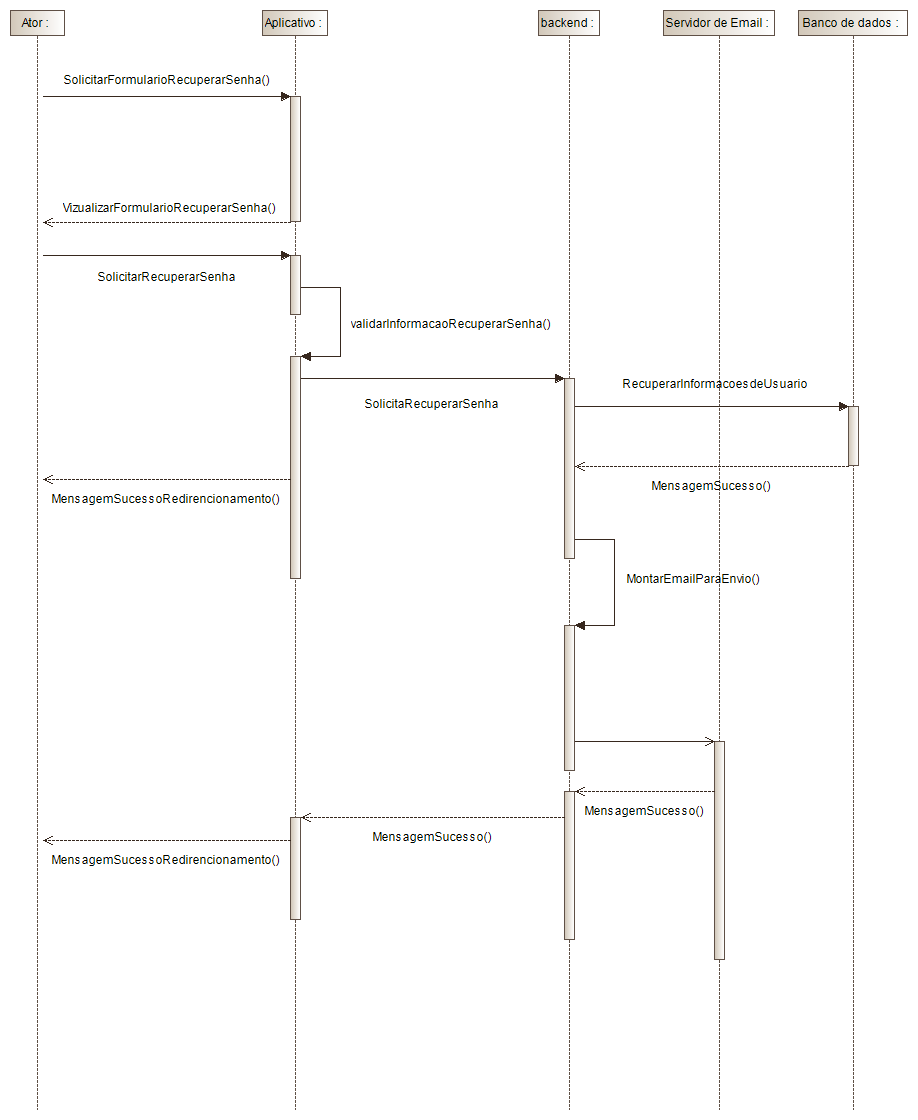 Ator :
Aplicativo :
backend :
Servidor de Email :
Banco de dados :
SolicitarFormularioRecuperarSenha()
VizualizarFormularioRecuperarSenha()
SolicitarRecuperarSenha
validarInformacaoRecuperarSenha()
RecuperarInformacoesdeUsuario
SolicitaRecuperarSenha
MensagemSucesso()
MensagemSucessoRedirencionamento()
MontarEmailParaEnvio()
MensagemSucesso()
MensagemSucesso()
MensagemSucessoRedirencionamento()